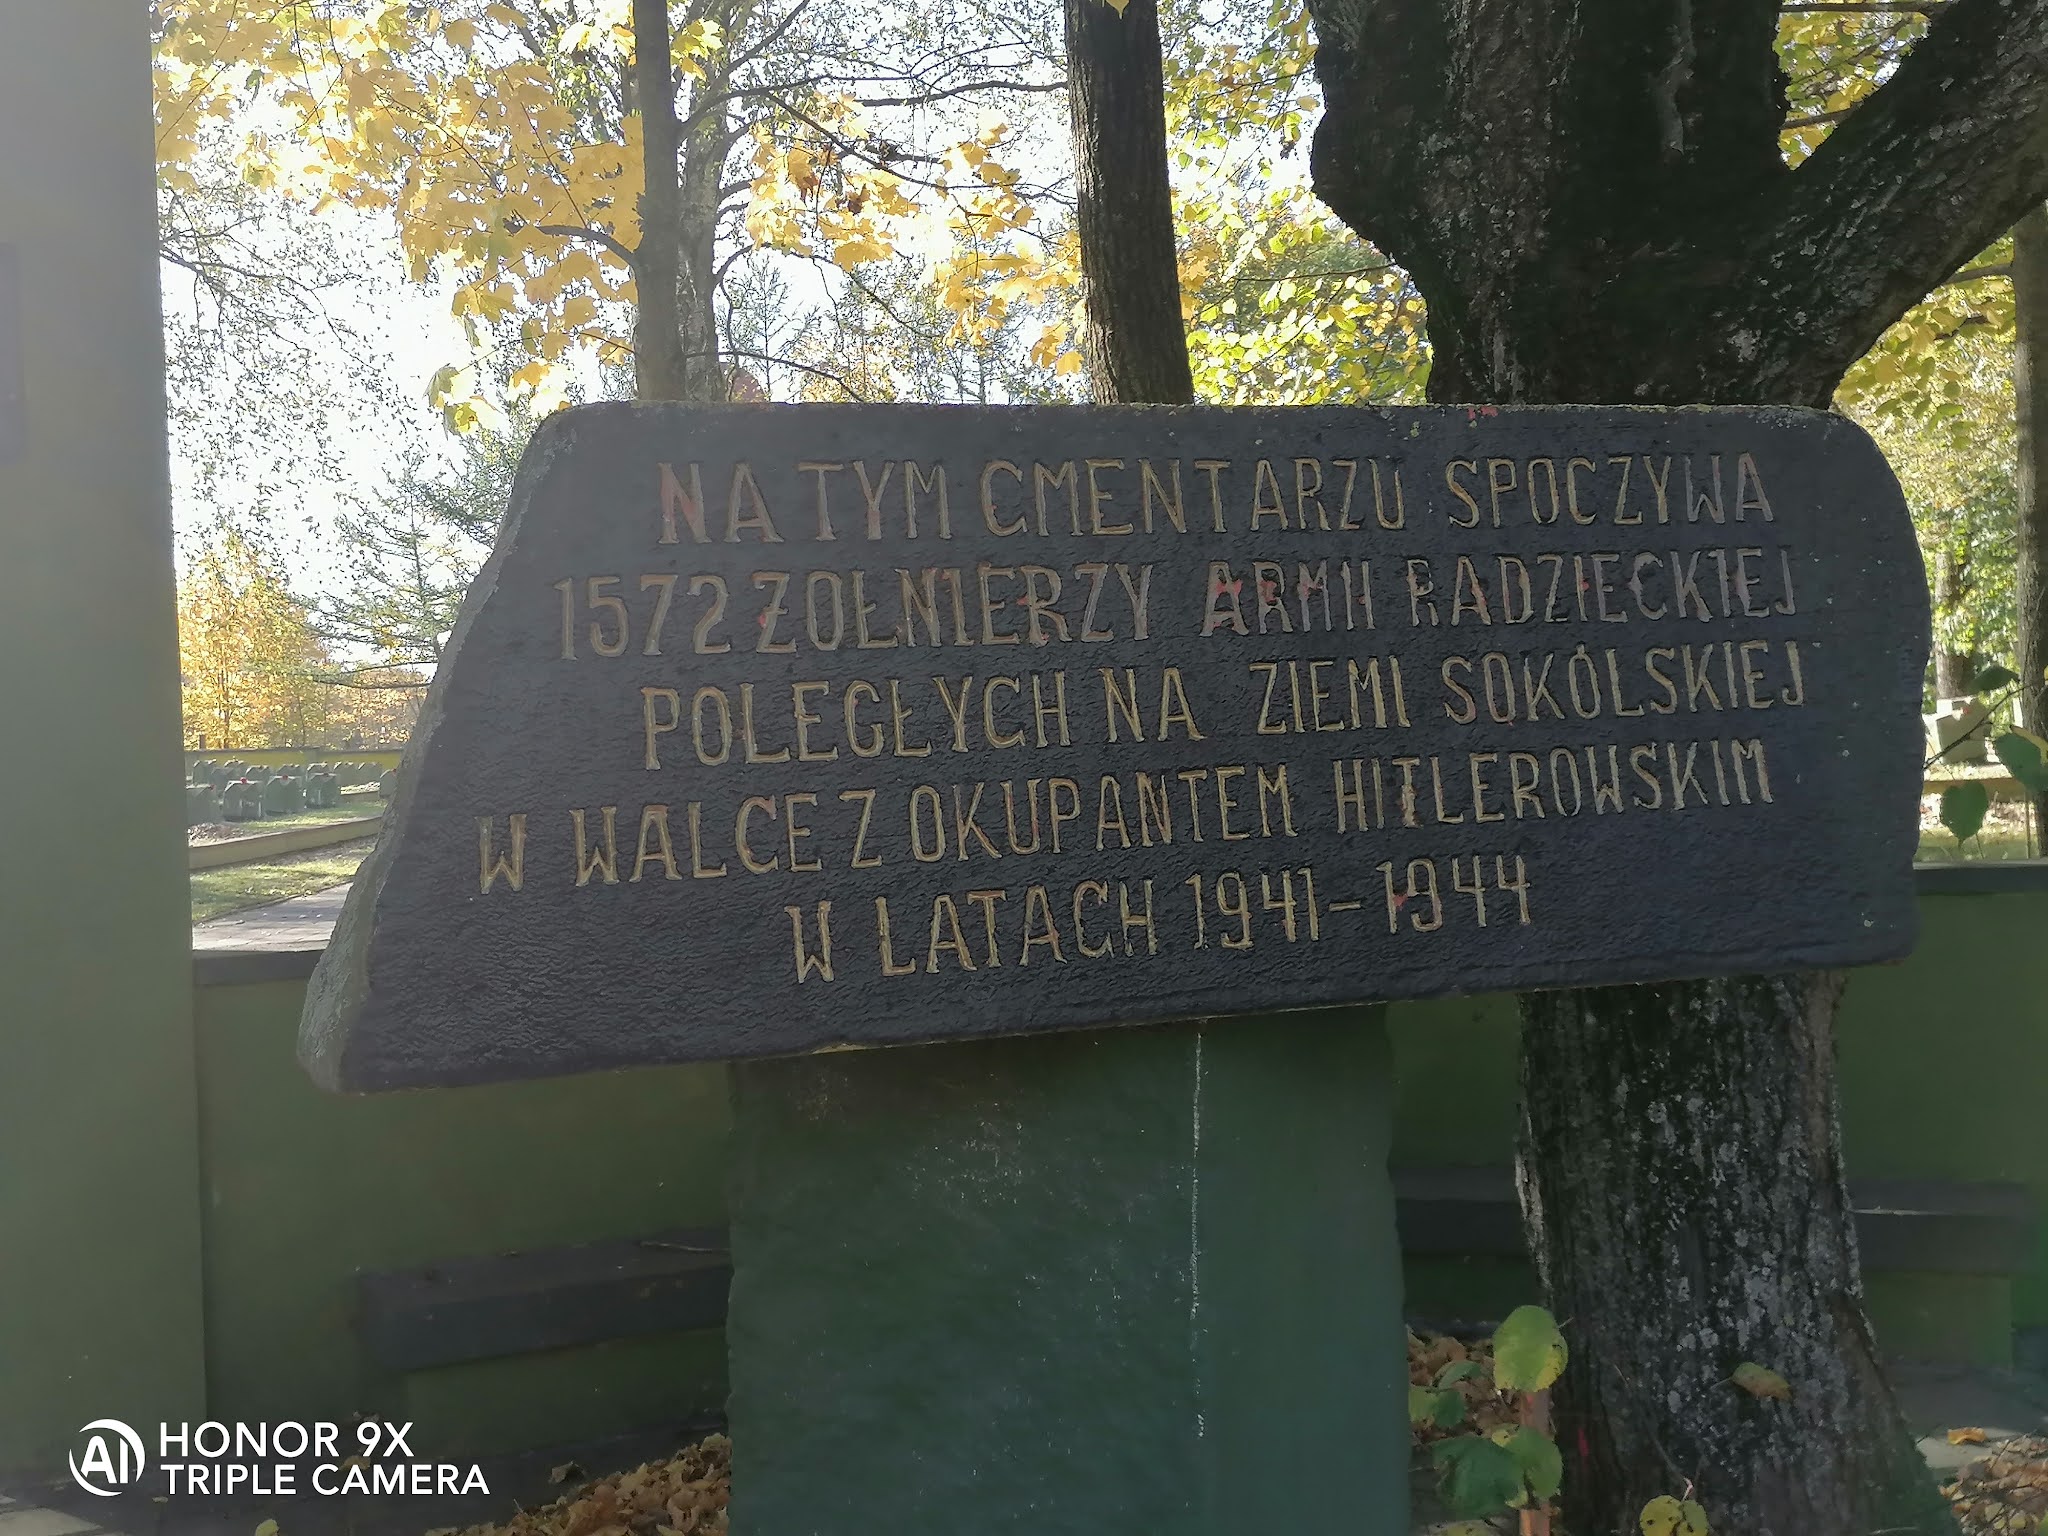 NA TYM CMENTARZU SPOCZYWA
1572 ŻOŁNIERZY ARMII RADZIECKIEJ
POLEGŁYCH NA ZIEMI SOKÓLSKIEJ
W WALCE Z OKUPANTEM HITLEROWSKIM
W LATACH 1941-1944
AI HONOR 9X
TRIPLE CAMERA